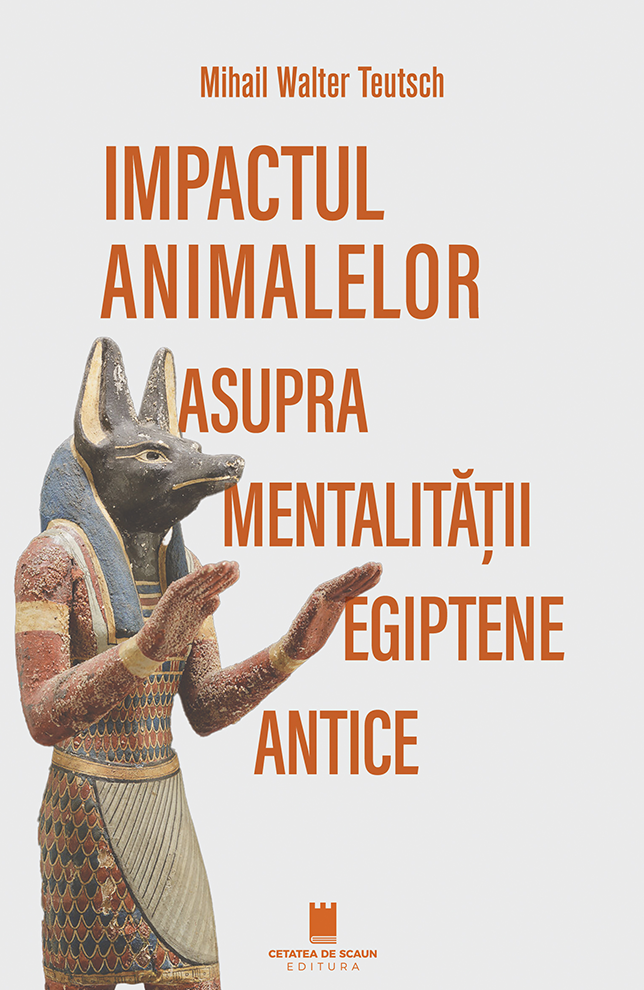 Mihail Walter Teutsch
IMPACTUL
ANIMALELOR
ASUPRA
MENTALITĂȚII
EGIPTENE
ANTICE
CETATEA DE SCAUN
EDITURA